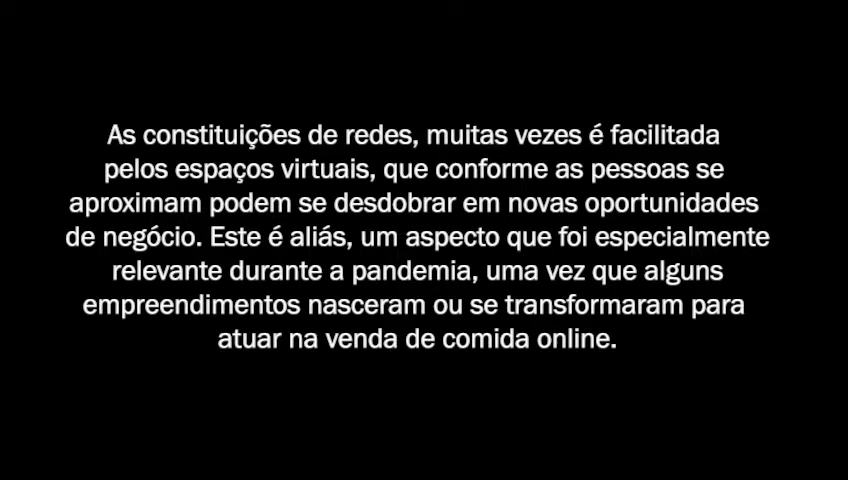 As constituições de redes, muitas vezes é facilitada
pelos espaços virtuais, que conforme as pessoas se
aproximam podem se desdobrar em novas oportunidades
de negócio. Este é aliás, um aspecto que foi especialmente
relevante durante a pandemia, uma vez que alguns
empreendimentos nasceram ou se transformaram para
atuar na venda de comida online.